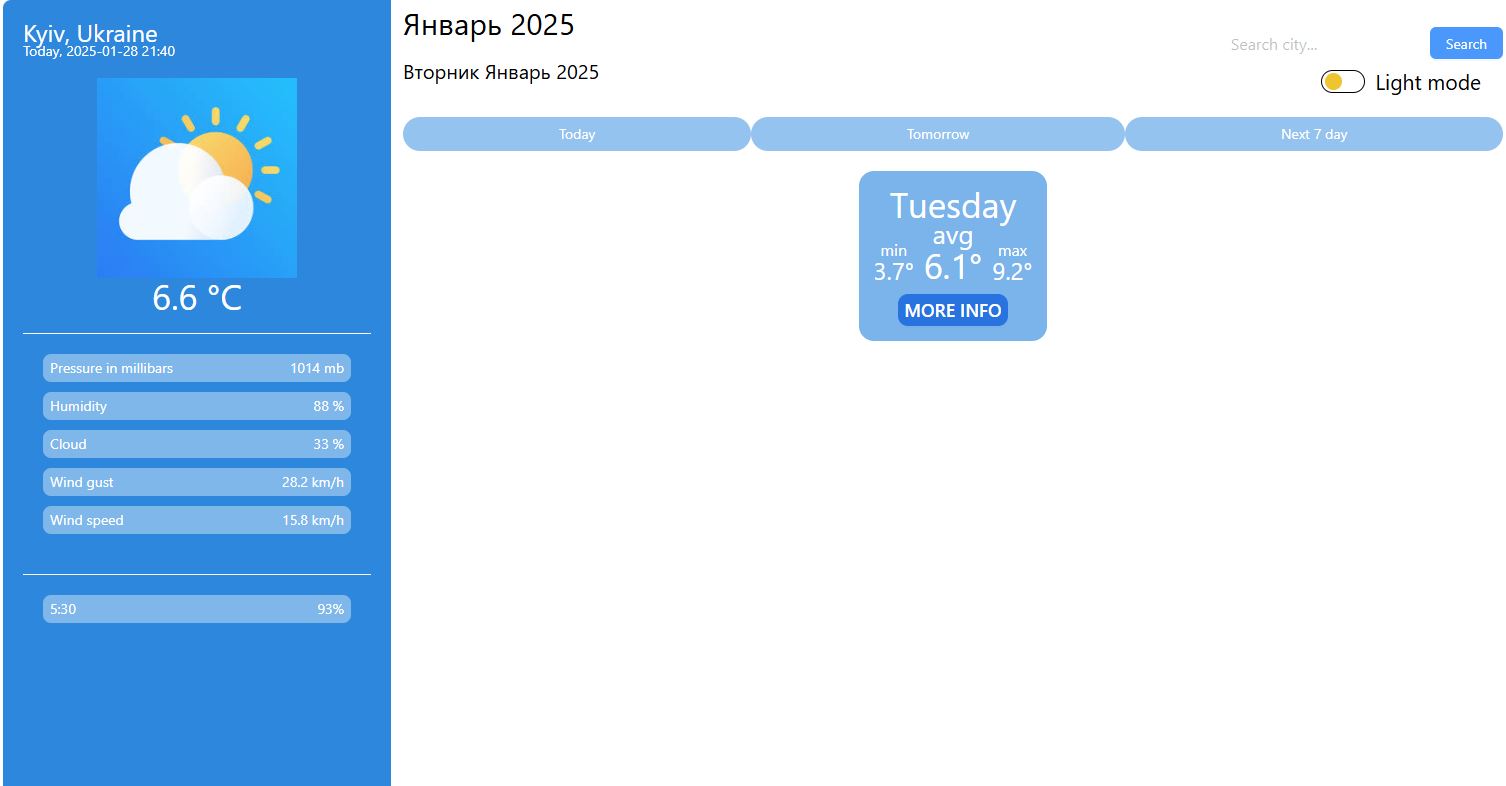 Kyiv, Ukraine
Today, 2025-01-28 21:40
6.6 °C
Pressure in millibars 1014 mb
Humidity 88 %
Cloud 33 %
Wind gust 28.2 km/h
Wind speed 15.8 km/h
5:30 93%
Январь 2025
Вторник Январь 2025
Search city... Search
Light mode
Today Tomorrow Next 7 day
Tuesday
min avg max
3.7° 6.1° 9.2°
MORE INFO